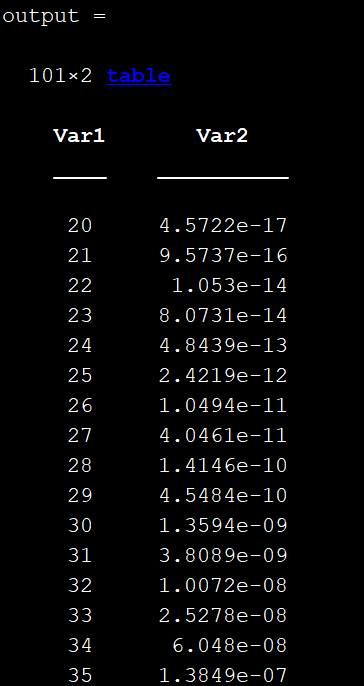 output =
101×2 table
Var1 Var2
20 4.5722e-17
21 9.5737e-16
22 1.053e-14
23 8.0731e-14
24 4.8439e-13
25 2.4219e-12
26 1.0494e-11
27 4.0461e-11
28 1.4146e-10
29 4.5484e-10
30 1.3594e-09
31 3.8089e-09
32 1.0072e-08
33 2.5278e-08
34 6.048e-08
35 1.3849e-07